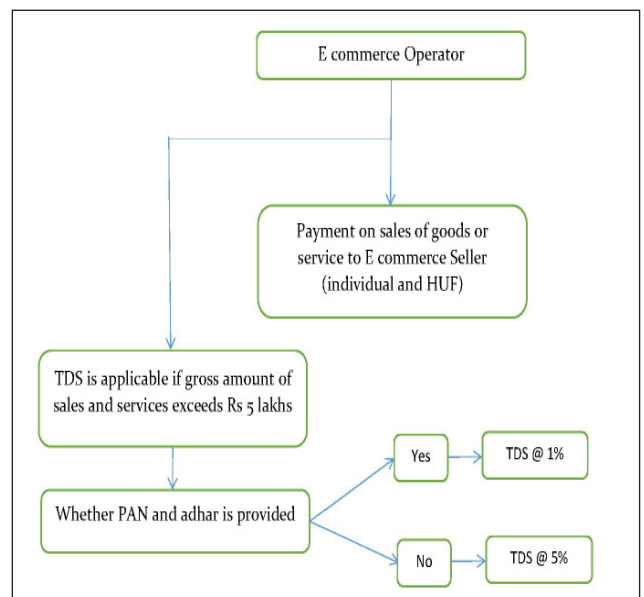 E commerce Operator
Payment on sales of goods or
service to E commerce Seller
(individual and HUF)
TDS is applicable if gross amount of
sales and services exceeds Rs 5 lakhs
Whether PAN and adhar is provided
Yes
TDS @ 1%
No
TDS @ 5%